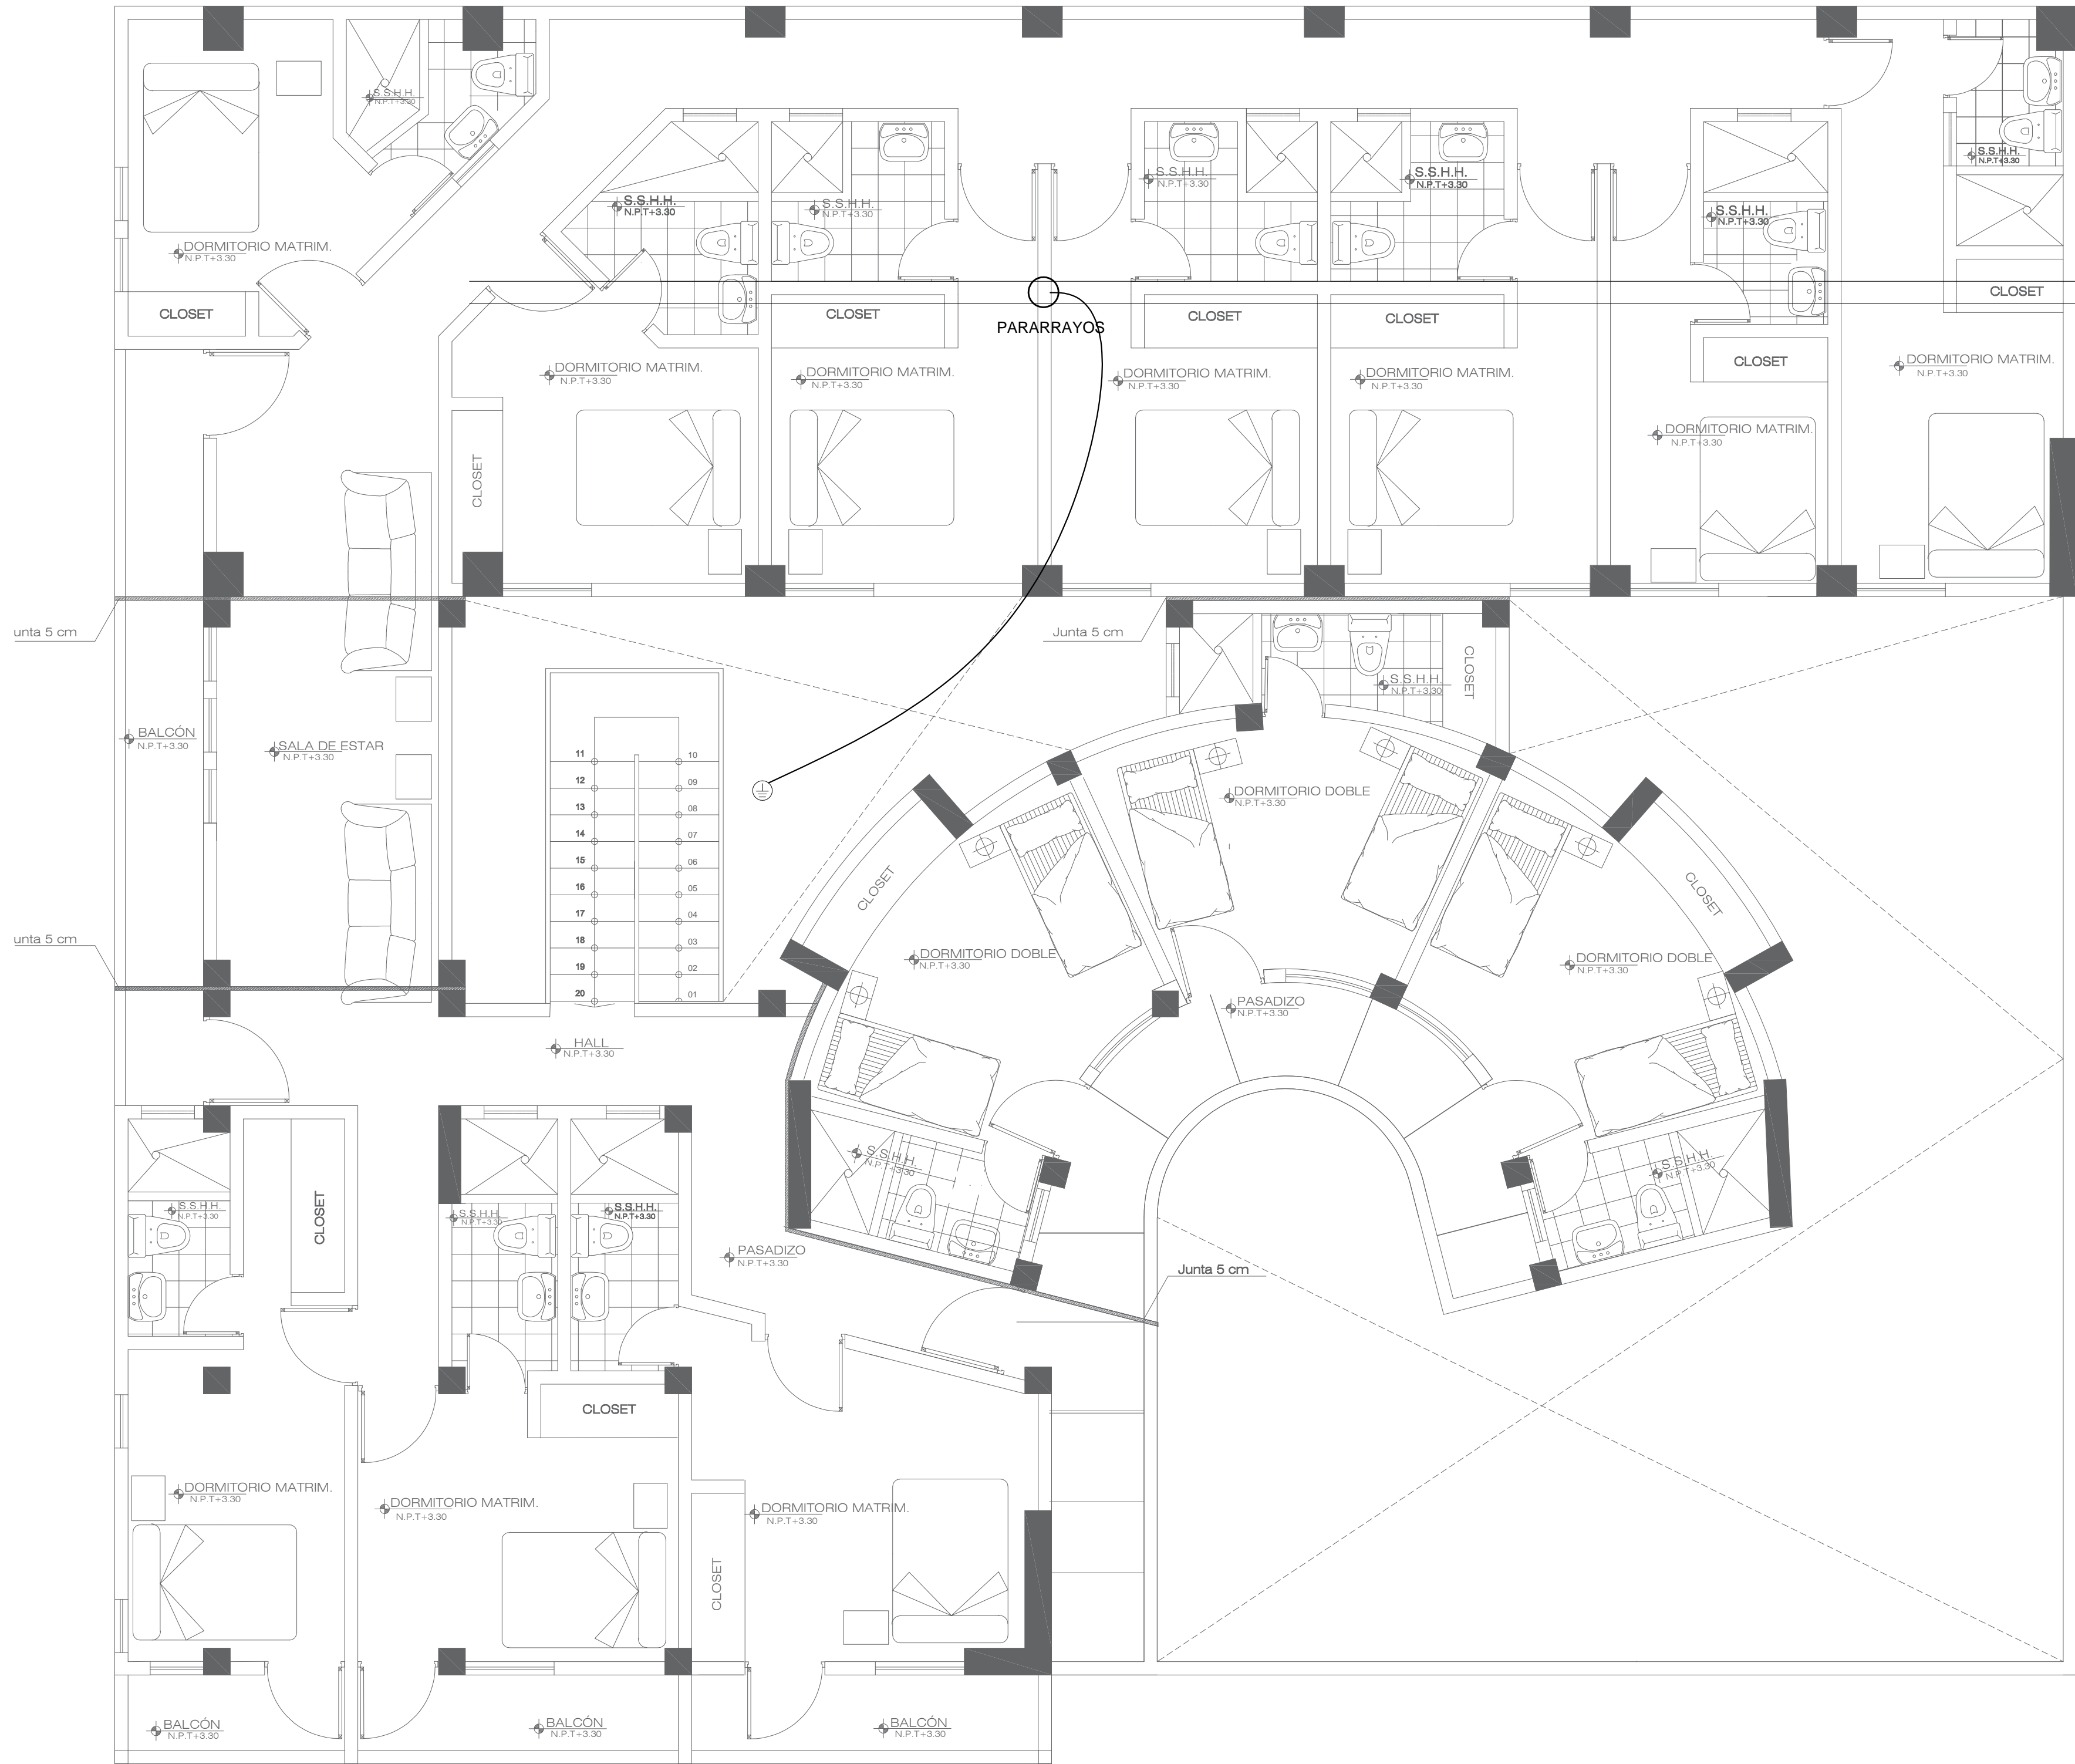 S.S.H.H.
N.P.T+3.30
DORMITORIO MATRIM.
N.P.T+3.30
CLOSET
S.S.H.H.
N.P.T+3.30
S.S.H.H.
N.P.T+3.30
S.S.H.H.
N.P.T+3.30
S.S.H.H.
N.P.T+3.30
S.S.H.H.
N.P.T+3.30
S.S.H.H.
N.P.T+3.30
CLOSET
CLOSET
CLOSET
CLOSET
CLOSET
PARARRAYOS
DORMITORIO MATRIM.
N.P.T+3.30
DORMITORIO MATRIM.
N.P.T+3.30
DORMITORIO MATRIM.
N.P.T+3.30
DORMITORIO MATRIM.
N.P.T+3.30
DORMITORIO MATRIM.
N.P.T+3.30
DORMITORIO MATRIM.
N.P.T+3.30
CLOSET
unta 5 cm
Junta 5 cm
S.S.H.H.
N.P.T+3.30
CLOSET
BALCÓN
N.P.T+3.30
SALA DE ESTAR
N.P.T+3.30
11 10
12 09
13 08
14 07
15 06
16 05
17 04
18 03
19 02
20 01
DORMITORIO DOBLE
N.P.T+3.30
CLOSET
CLOSET
unta 5 cm
DORMITORIO DOBLE
N.P.T+3.30
DORMITORIO DOBLE
N.P.T+3.30
PASADIZO
N.P.T+3.30
HALL
N.P.T+3.30
S.S.H.H.
N.P.T+3.30
S.S.H.H.
N.P.T+3.30
S.S.H.H.
N.P.T+3.30
CLOSET
S.S.H.H.
N.P.T+3.30
S.S.H.H.
N.P.T+3.30
PASADIZO
N.P.T+3.30
Junta 5 cm
CLOSET
DORMITORIO MATRIM.
N.P.T+3.30
DORMITORIO MATRIM.
N.P.T+3.30
DORMITORIO MATRIM.
N.P.T+3.30
CLOSET
BALCÓN
N.P.T+3.30
BALCÓN
N.P.T+3.30
BALCÓN
N.P.T+3.30